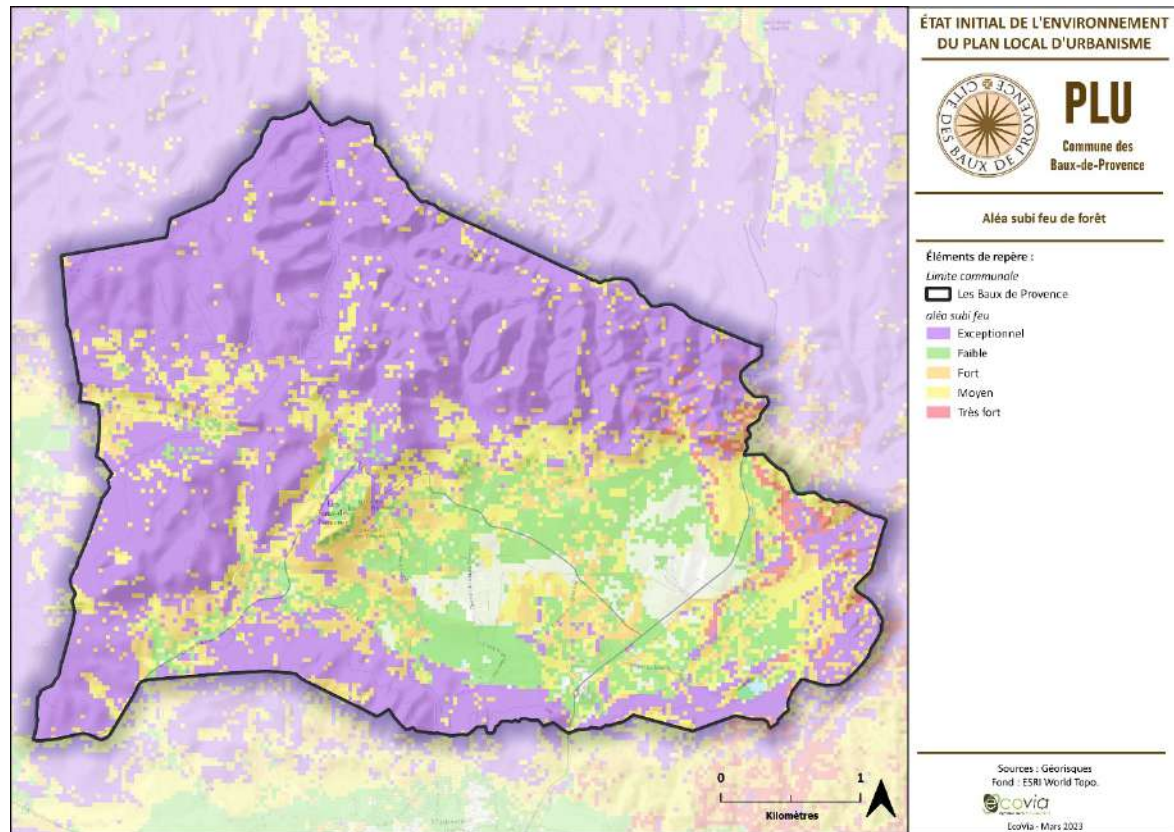 ÉTAT INITIAL DE L'ENVIRONNEMENT
DU PLAN LOCAL D'URBANISME
CITÉ DES BAUX DE PROVENCE
PLU
Commune des
Baux-de-Provence
Aléa subi feu de forêt
Éléments de repère :
Limite communale
Les Baux de Provence
aléa subi feu
Exceptionnel
Faible
Fort
Moyen
Très fort
0 1
Kilomètres
Sources : Géorisques
Fond : ESRI World Topo.
écovia
EcoVia - Mars 2023